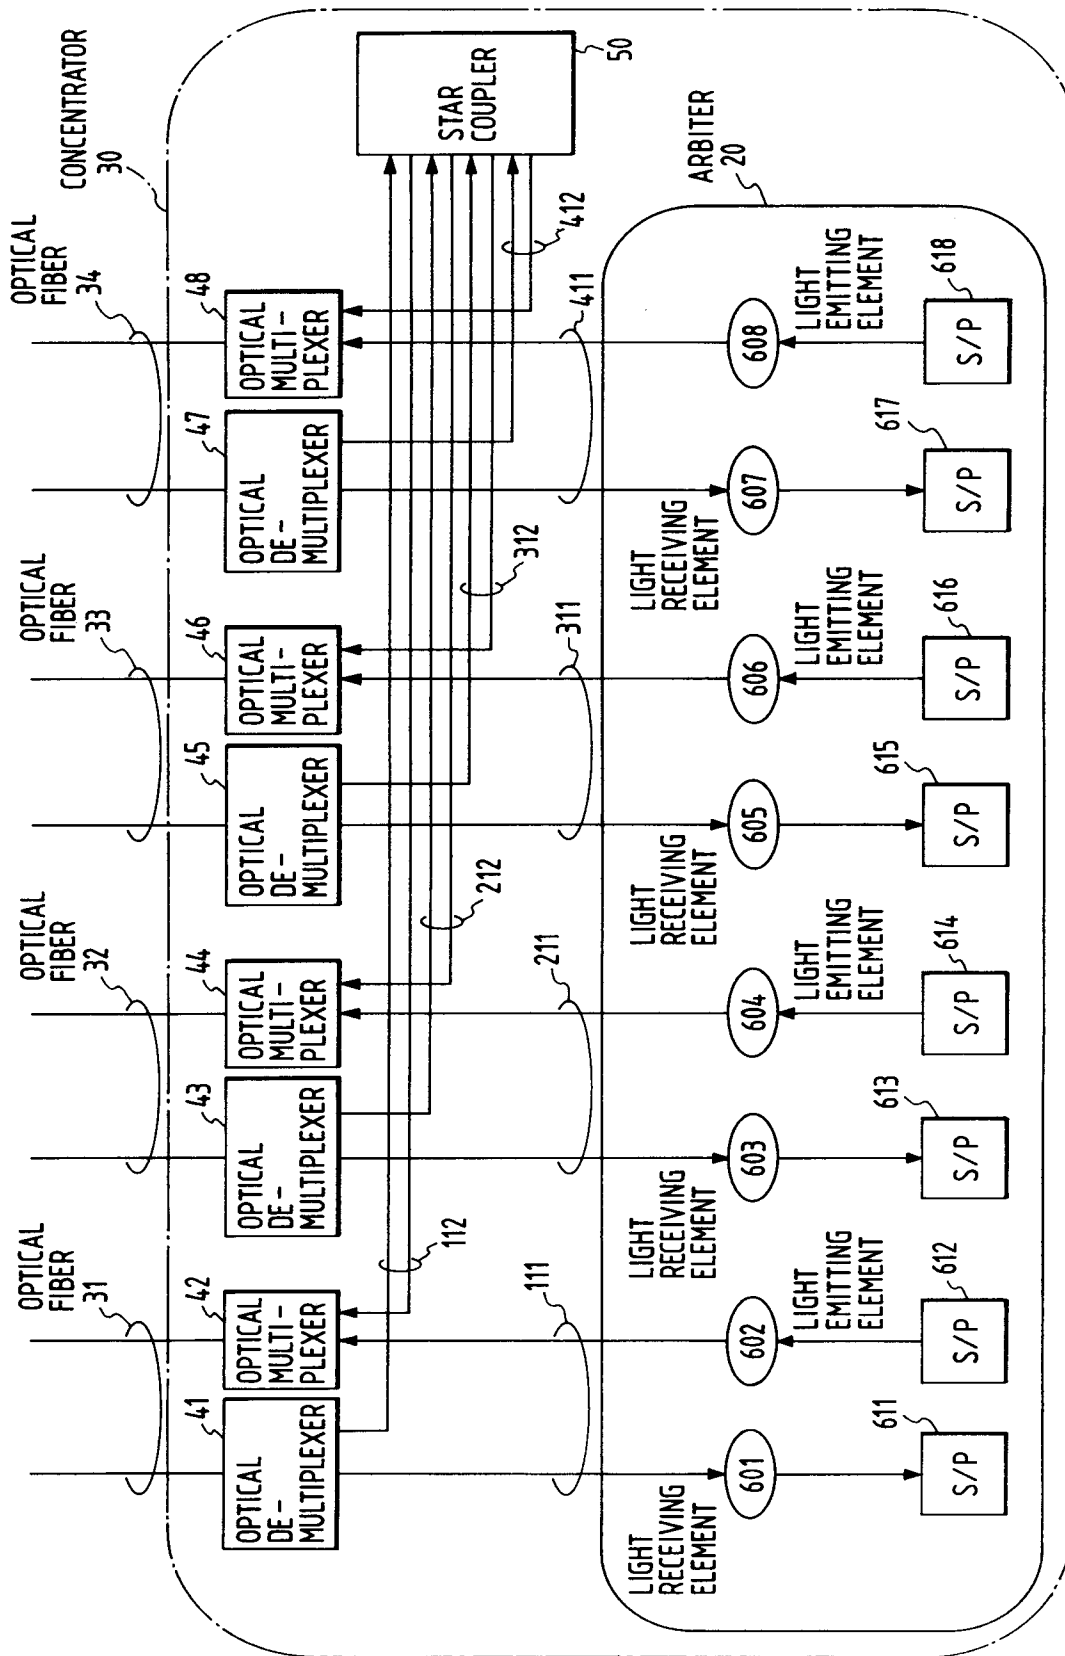 CONCENTRATOR
30
OPTICAL
FIBER
31
OPTICAL
FIBER
32
OPTICAL
FIBER
33
OPTICAL
FIBER
34
41
OPTICAL
DE-
MULTIPLEXER
42
OPTICAL
MULTI-
PLEXER
43
OPTICAL
DE-
MULTIPLEXER
44
OPTICAL
MULTI-
PLEXER
45
OPTICAL
DE-
MULTIPLEXER
46
OPTICAL
MULTI-
PLEXER
47
OPTICAL
DE-
MULTIPLEXER
48
OPTICAL
MULTI-
PLEXER
STAR
COUPLER
50
112
212
312
412
111
211
311
411
ARBITER
20
LIGHT
RECEIVING
ELEMENT
601
602
LIGHT
EMITTING
ELEMENT
LIGHT
RECEIVING
ELEMENT
603
604
LIGHT
EMITTING
ELEMENT
LIGHT
RECEIVING
ELEMENT
605
606
LIGHT
EMITTING
ELEMENT
LIGHT
RECEIVING
ELEMENT
607
608
LIGHT
EMITTING
ELEMENT
611
S/P
612
S/P
613
S/P
614
S/P
615
S/P
616
S/P
617
S/P
618
S/P